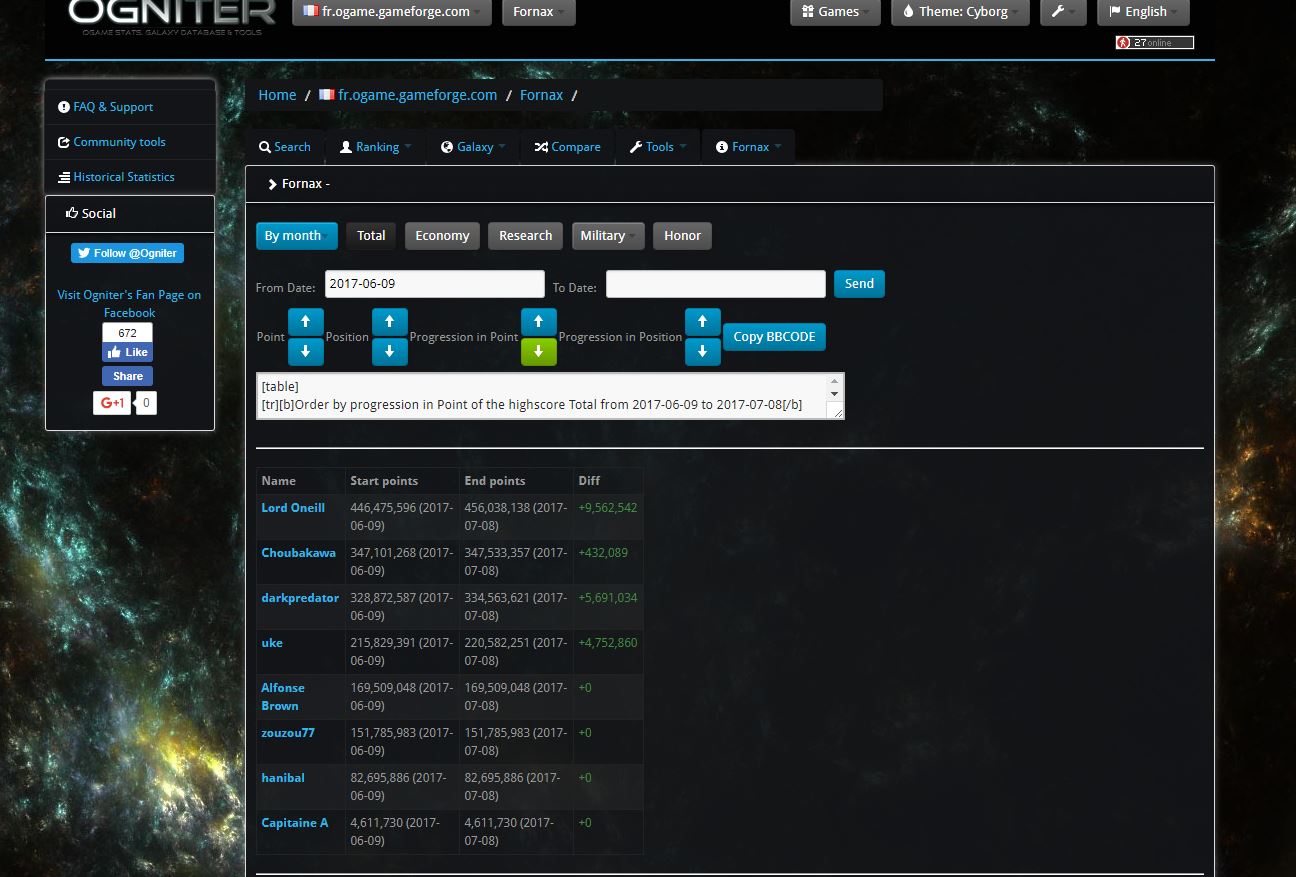 OGNITER
OGAME STATS, GALAXY DATABASE & TOOLS
fr.ogame.gameforge.com
Fornax
Games
Theme: Cyborg
English
27 online
FAQ & Support
Community tools
Historical Statistics
Social
Follow @Ogniter
Visit Ogniter's Fan Page on
Facebook
672
Like
Share
G+1 0
Home / fr.ogame.gameforge.com / Fornax /
Search Ranking Galaxy Compare Tools Fornax
Fornax -
By month Total Economy Research Military Honor
From Date: 2017-06-09 To Date: Send
Point Position Progression in Point Progression in Position Copy BBCODE
[table]
[tr][b]Order by progression in Point of the highscore Total from 2017-06-09 to 2017-07-08[/b]
Name Start points End points Diff
Lord Oneill 446,475,596 (2017- 456,038,138 (2017- +9,562,542
06-09) 07-08)
Choubakawa 347,101,268 (2017- 347,533,357 (2017- +432,089
06-09) 07-08)
darkpredator 328,872,587 (2017- 334,563,621 (2017- +5,691,034
06-09) 07-08)
uke 215,829,391 (2017- 220,582,251 (2017- +4,752,860
06-09) 07-08)
Alfonse 169,509,048 (2017- 169,509,048 (2017- +0
Brown 06-09) 07-08)
zouzou77 151,785,983 (2017- 151,785,983 (2017- +0
06-09) 07-08)
hanibal 82,695,886 (2017- 82,695,886 (2017- +0
06-09) 07-08)
Capitaine A 4,611,730 (2017- 4,611,730 (2017- +0
06-09) 07-08)